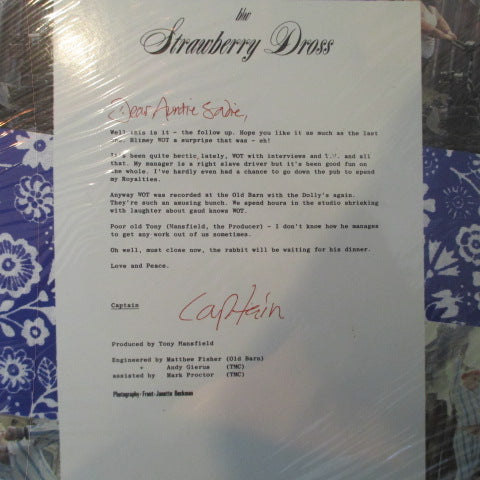 the
Strawberry Dross
Dear Auntie Sadie,
Well this is it - the follow up. Hope you like it as much as the last
one. Blimey WOT a surprise that was - eh!
It's been quite hectic lately, WOT with interviews and T.V. and all
that. My manager is a right slave driver but it's been good fun on
the whole. I've hardly even had a chance to go down the pub to spend
my Royalties.
Anyway WOT was recorded at the Old Barn with the Dolly's again.
They're such an amusing bunch. We spend hours in the studio shrieking
with laughter about gaud knows WOT.
Poor old Tony (Mansfield, the Producer) - I don't know how he manages
to get any work out of us sometimes.
Oh well, must close now, the rabbit will be waiting for his dinner.
Love and Peace.
Captain Captain
Produced by Tony Mansfield
Engineered by Matthew Fisher (Old Barn)
" Andy Gierus (TMC)
assisted by Mark Proctor (TMC)
Photography - Front - Janette Beckman